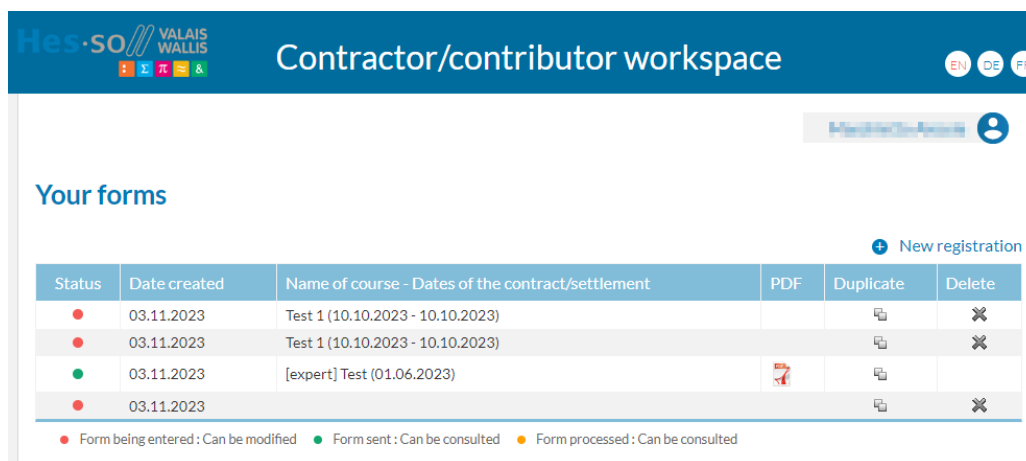 Hes·so VALAIS
WALLIS
: Σ π ≈ &
Contractor/contributor workspace
EN DE
Your forms
New registration
Status Date created Name of course - Dates of the contract/settlement PDF Duplicate Delete
03.11.2023 Test 1 (10.10.2023 - 10.10.2023)
03.11.2023 Test 1 (10.10.2023 - 10.10.2023)
03.11.2023 [expert] Test (01.06.2023)
03.11.2023
Form being entered : Can be modified Form sent : Can be consulted Form processed : Can be consulted